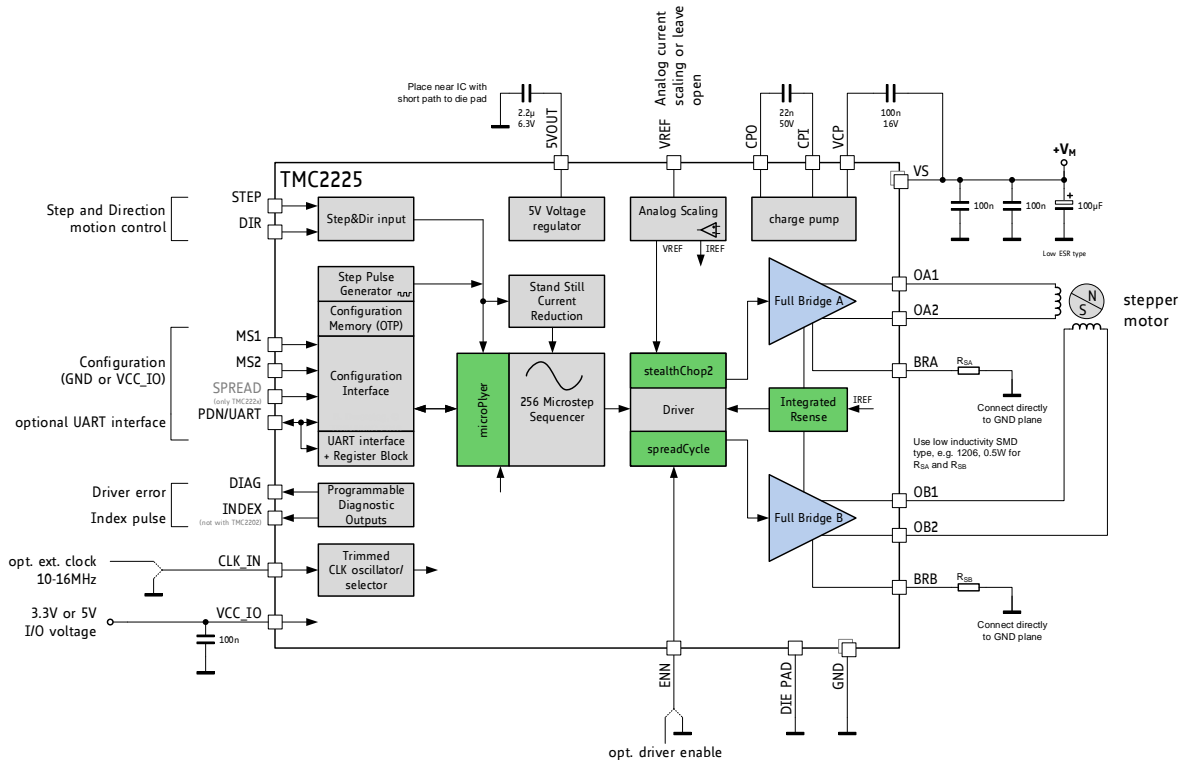 Place near IC with
short path to die pad
2.2µ
6.3V
5VOUT
VREF
Analog current
scaling or leave
open
CPO
22n
50V
CPI
VCP
100n
16V
+VM
VS
100n
100n
+
100µF
Low ESR type
TMC2225
Step and Direction
motion control
STEP
DIR
Step&Dir input
5V Voltage
regulator
Analog Scaling
VREF
IREF
charge pump
Step Pulse
Generator
Configuration
Memory (OTP)
Stand Still
Current
Reduction
Full Bridge A
OA1
OA2
N
S
stepper
motor
Configuration
(GND or VCC_IO)
optional UART interface
MS1
MS2
SPREAD
(only TMC222x)
PDN/UART
Configuration
Interface
UART interface
+ Register Block
microPlyer
256 Microstep
Sequencer
stealthChop2
Driver
spreadCycle
Integrated
Rsense
IREF
BRA
RSA
Connect directly
to GND plane
Use low inductivity SMD
type, e.g. 1206, 0.5W for
RSA and RSB
Driver error
Index pulse
DIAG
INDEX
(not with TMC2202)
Programmable
Diagnostic
Outputs
Full Bridge B
OB1
OB2
opt. ext. clock
10-16MHz
CLK_IN
Trimmed
CLK oscillator/
selector
BRB
RSB
Connect directly
to GND plane
3.3V or 5V
I/O voltage
VCC_IO
100n
ENN
DIE PAD
GND
opt. driver enable